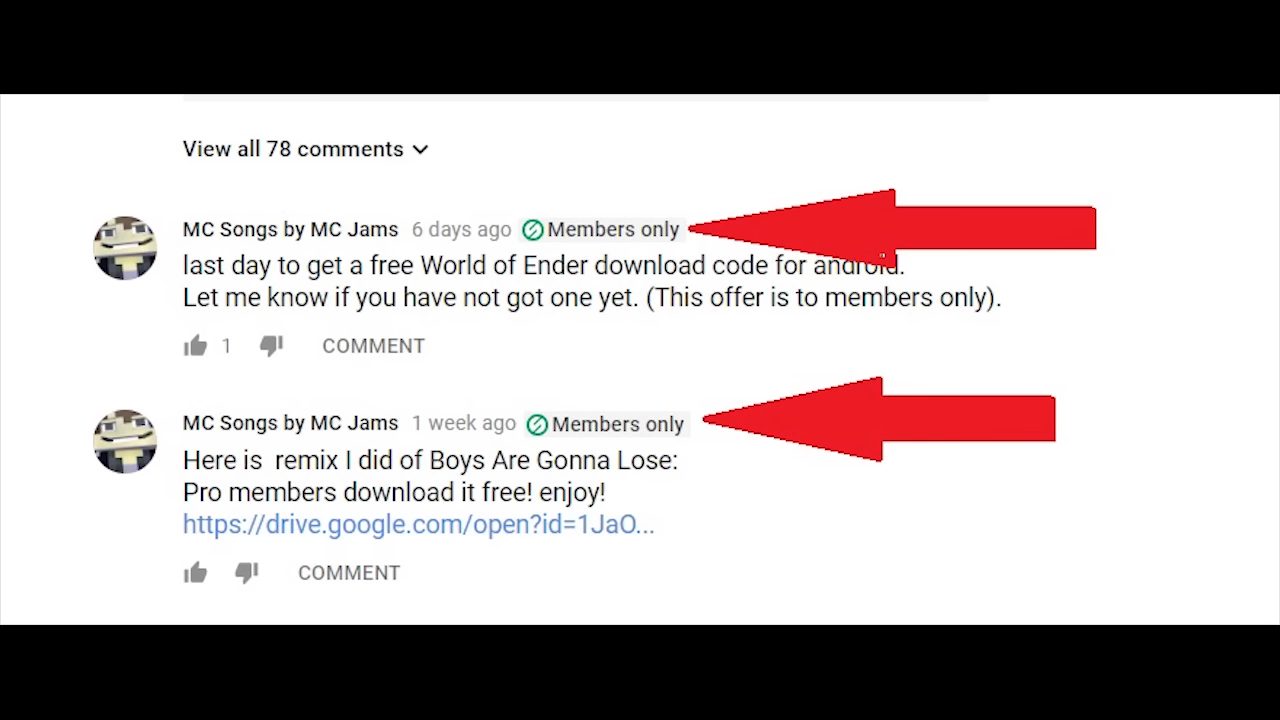 View all 78 comments
MC Songs by MC Jams 6 days ago Members only
last day to get a free World of Ender download code for android.
Let me know if you have not got one yet. (This offer is to members only).
1 COMMENT
MC Songs by MC Jams 1 week ago Members only
Here is remix I did of Boys Are Gonna Lose:
Pro members download it free! enjoy!
https://drive.google.com/open?id=1JaO...
COMMENT